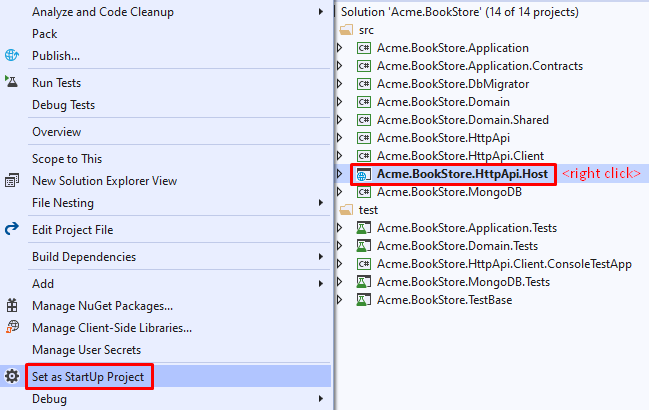 Analyze and Code Cleanup
Pack
Publish...
Run Tests
Debug Tests
Overview
Scope to This
New Solution Explorer View
File Nesting
Edit Project File
Build Dependencies
Add
Manage NuGet Packages...
Manage Client-Side Libraries...
Manage User Secrets
Set as StartUp Project
Debug
Solution 'Acme.BookStore' (14 of 14 projects)
src
C# Acme.BookStore.Application
C# Acme.BookStore.Application.Contracts
C# Acme.BookStore.DbMigrator
C# Acme.BookStore.Domain
C# Acme.BookStore.Domain.Shared
C# Acme.BookStore.HttpApi
C# Acme.BookStore.HttpApi.Client
Acme.BookStore.HttpApi.Host <right click>
C# Acme.BookStore.MongoDB
test
Acme.BookStore.Application.Tests
Acme.BookStore.Domain.Tests
C# Acme.BookStore.HttpApi.Client.ConsoleTestApp
Acme.BookStore.MongoDB.Tests
Acme.BookStore.TestBase